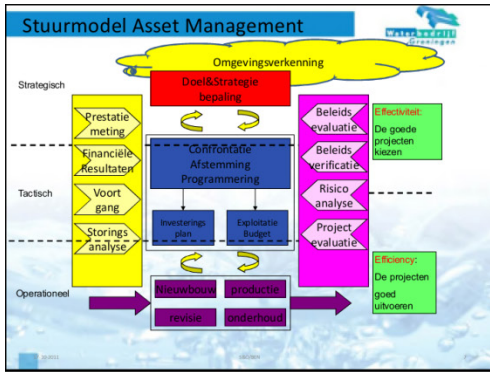 Stuurmodel Asset Management
Waterbedrijf
Groningen
Omgevingsverkenning
Strategisch
Doel&Strategie
bepaling
Prestatie
meting
Beleids
evaluatie
Effectiviteit:
De goede
projecten
kiezen
Financiële
Resultaten
Confrontatie
Afstemming
Programmering
Beleids
verificatie
Tactisch
Voort
gang
Risico
analyse
Investerings
plan
Exploitatie
Budget
Storings
analyse
Project
evaluatie
Efficiency:
De projecten
goed
uitvoeren
Operationeel
Nieuwbouw
productie
revisie
onderhoud